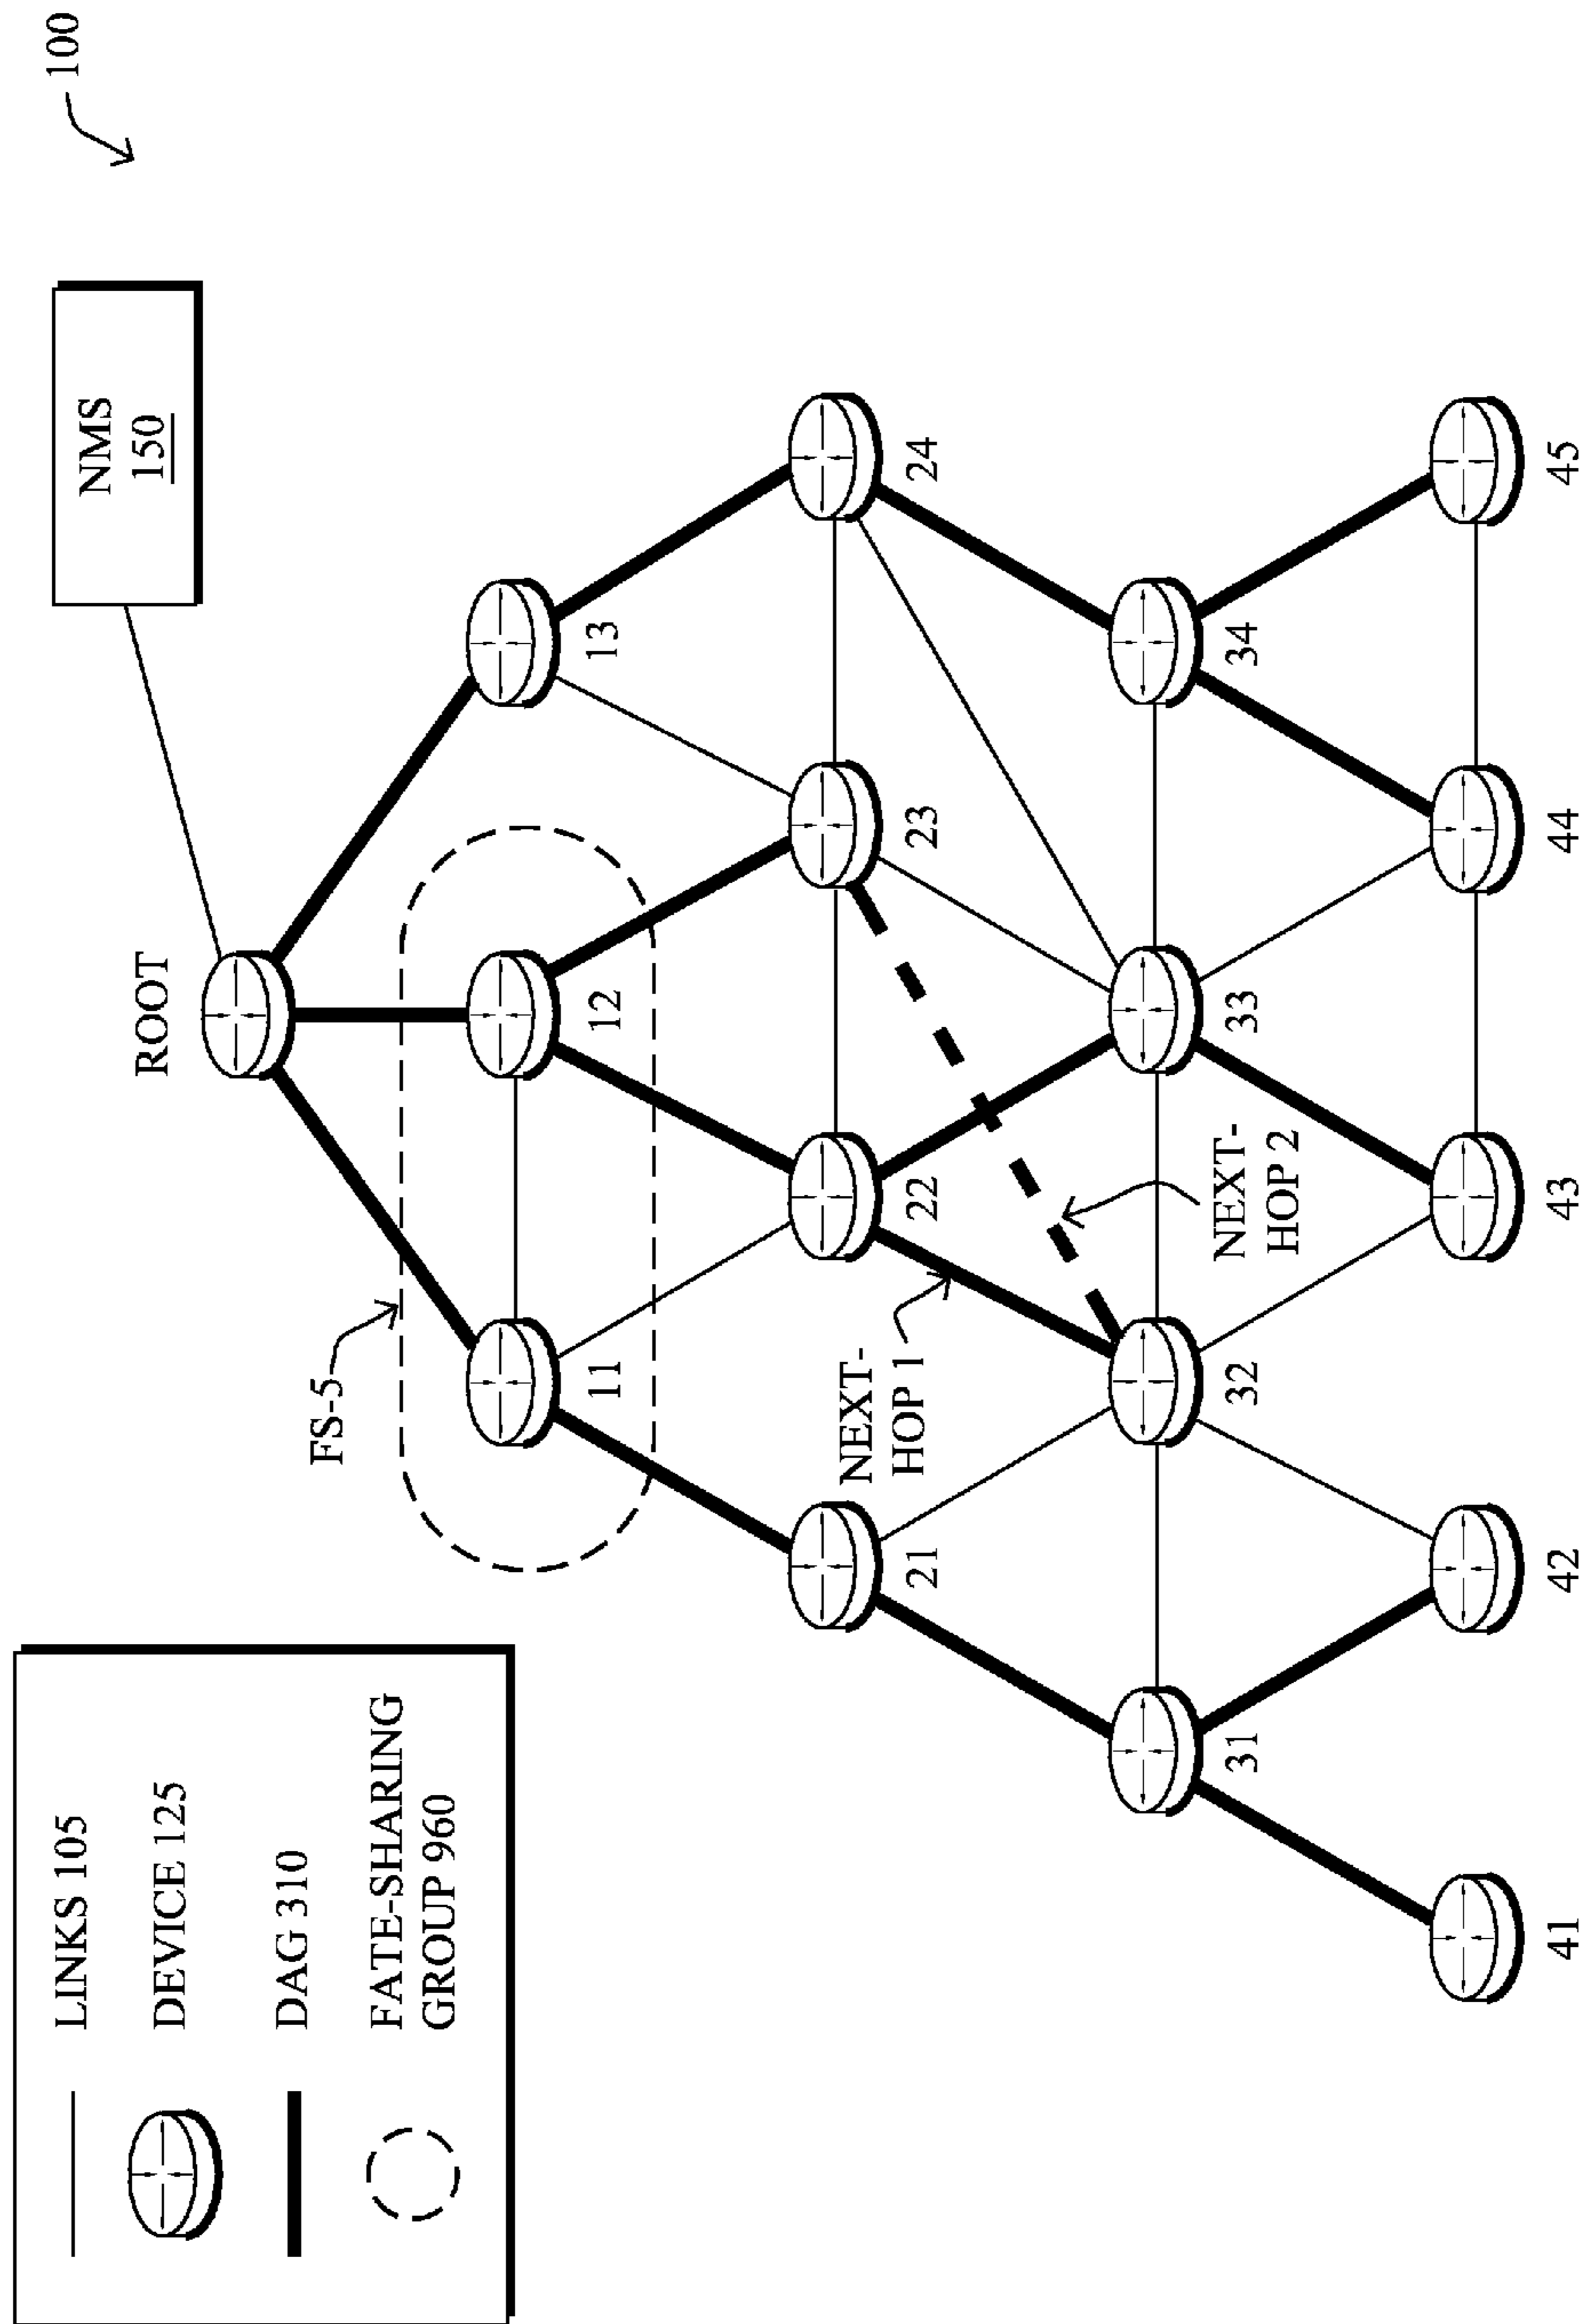 LINKS 105
DEVICE 125
DAG 310
FATE-SHARING
GROUP 960
100
NMS
150
ROOT
FS-5
11
12
13
21
22
23
24
NEXT-
HOP 1
NEXT-
HOP 2
31
32
33
34
41
42
43
44
45